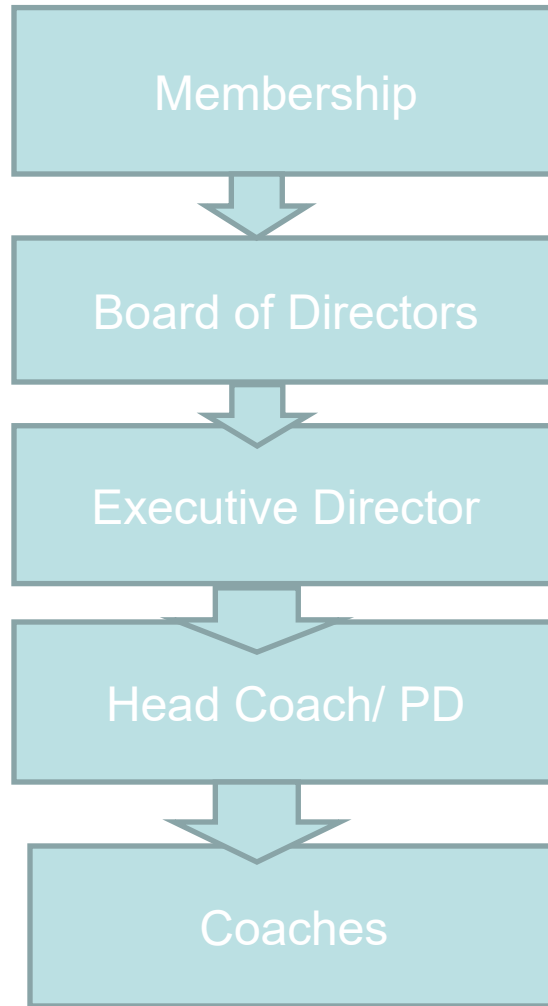 Membership
Board of Directors
Executive Director
Head Coach/ PD
Coaches